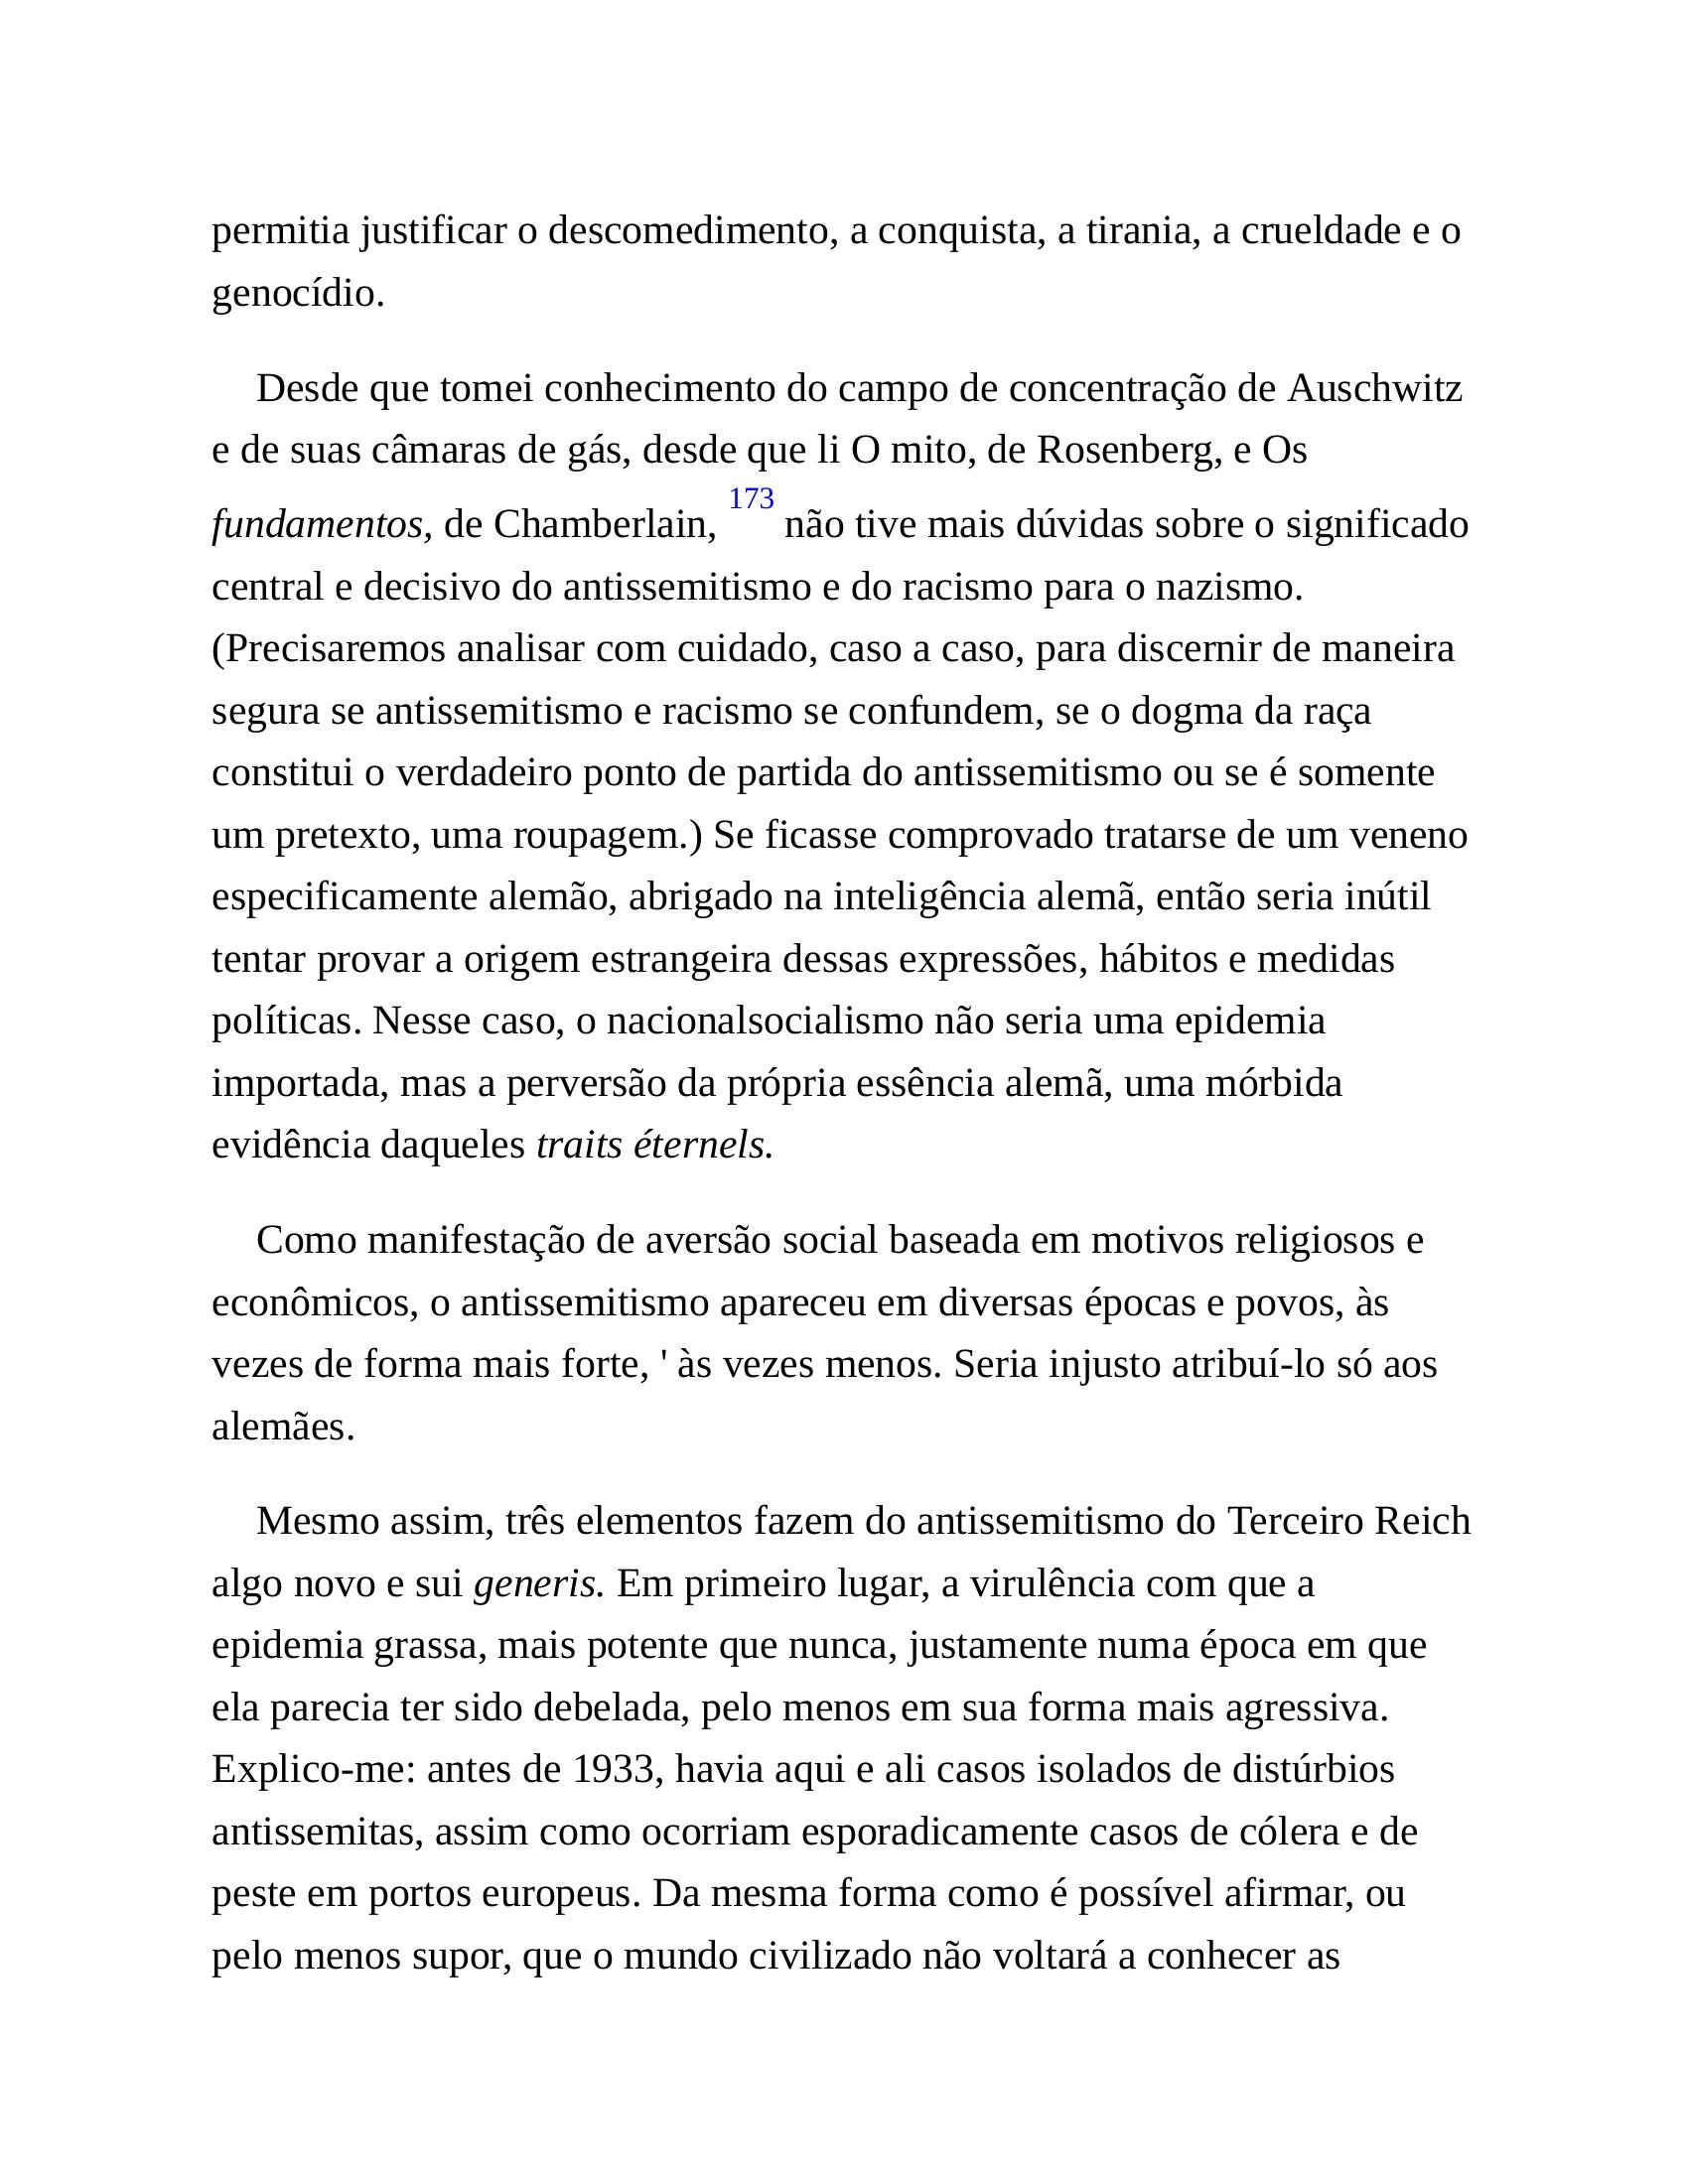 permitia justificar o descomedimento, a conquista, a tirania, a crueldade e o
genocídio.
Desde que tomei conhecimento do campo de concentração de Auschwitz
e de suas câmaras de gás, desde que li O mito, de Rosenberg, e Os
fundamentos, de Chamberlain, 173 não tive mais dúvidas sobre o significado
central e decisivo do antissemitismo e do racismo para o nazismo.
(Precisaremos analisar com cuidado, caso a caso, para discernir de maneira
segura se antissemitismo e racismo se confundem, se o dogma da raça
constitui o verdadeiro ponto de partida do antissemitismo ou se é somente
um pretexto, uma roupagem.) Se ficasse comprovado tratarse de um veneno
especificamente alemão, abrigado na inteligência alemã, então seria inútil
tentar provar a origem estrangeira dessas expressões, hábitos e medidas
políticas. Nesse caso, o nacionalsocialismo não seria uma epidemia
importada, mas a perversão da própria essência alemã, uma mórbida
evidência daqueles traits éternels.
Como manifestação de aversão social baseada em motivos religiosos e
econômicos, o antissemitismo apareceu em diversas épocas e povos, às
vezes de forma mais forte, ' às vezes menos. Seria injusto atribuí-lo só aos
alemães.
Mesmo assim, três elementos fazem do antissemitismo do Terceiro Reich
algo novo e sui generis. Em primeiro lugar, a virulência com que a
epidemia grassa, mais potente que nunca, justamente numa época em que
ela parecia ter sido debelada, pelo menos em sua forma mais agressiva.
Explico-me: antes de 1933, havia aqui e ali casos isolados de distúrbios
antissemitas, assim como ocorriam esporadicamente casos de cólera e de
peste em portos europeus. Da mesma forma como é possível afirmar, ou
pelo menos supor, que o mundo civilizado não voltará a conhecer as